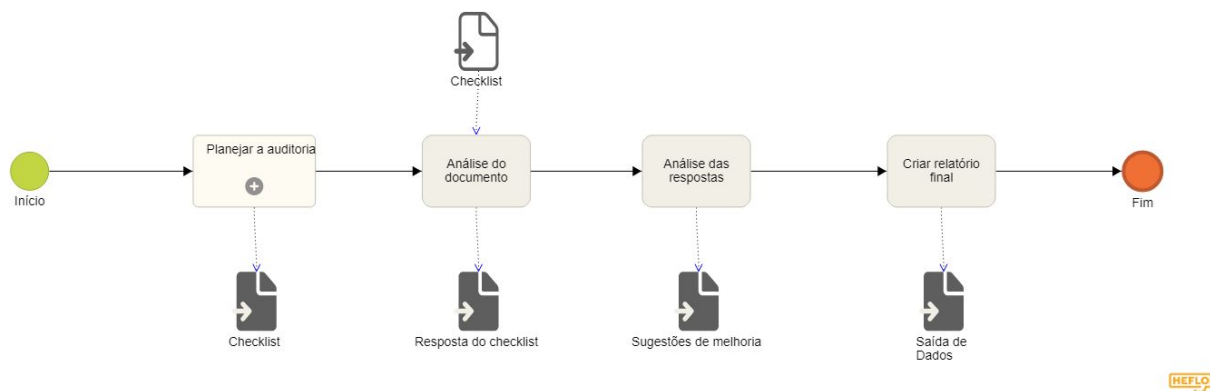 Checklist
Planejar a auditoria
Análise do
documento
Análise das
respostas
Criar relatório
final
Início
Fim
Checklist
Resposta do checklist
Sugestões de melhoria
Saída de
Dados
HEFLO